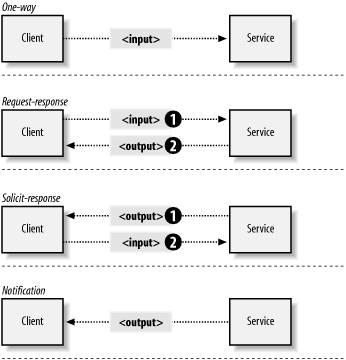 One-way
Client <input> Service
Request-response
Client <input> 1 Service
<output> 2
Solicit-response
Client <output> 1 Service
<input> 2
Notification
Client <output> Service